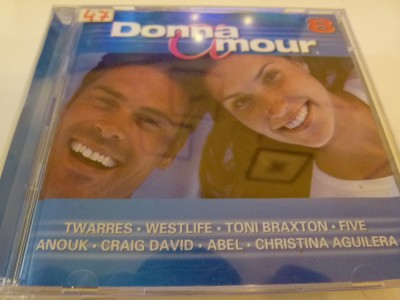 47
Donna
Amour
8
TWARRES · WESTLIFE · TONI BRAXTON · FIVE
ANOUK · CRAIG DAVID · ABEL · CHRISTINA AGUILERA